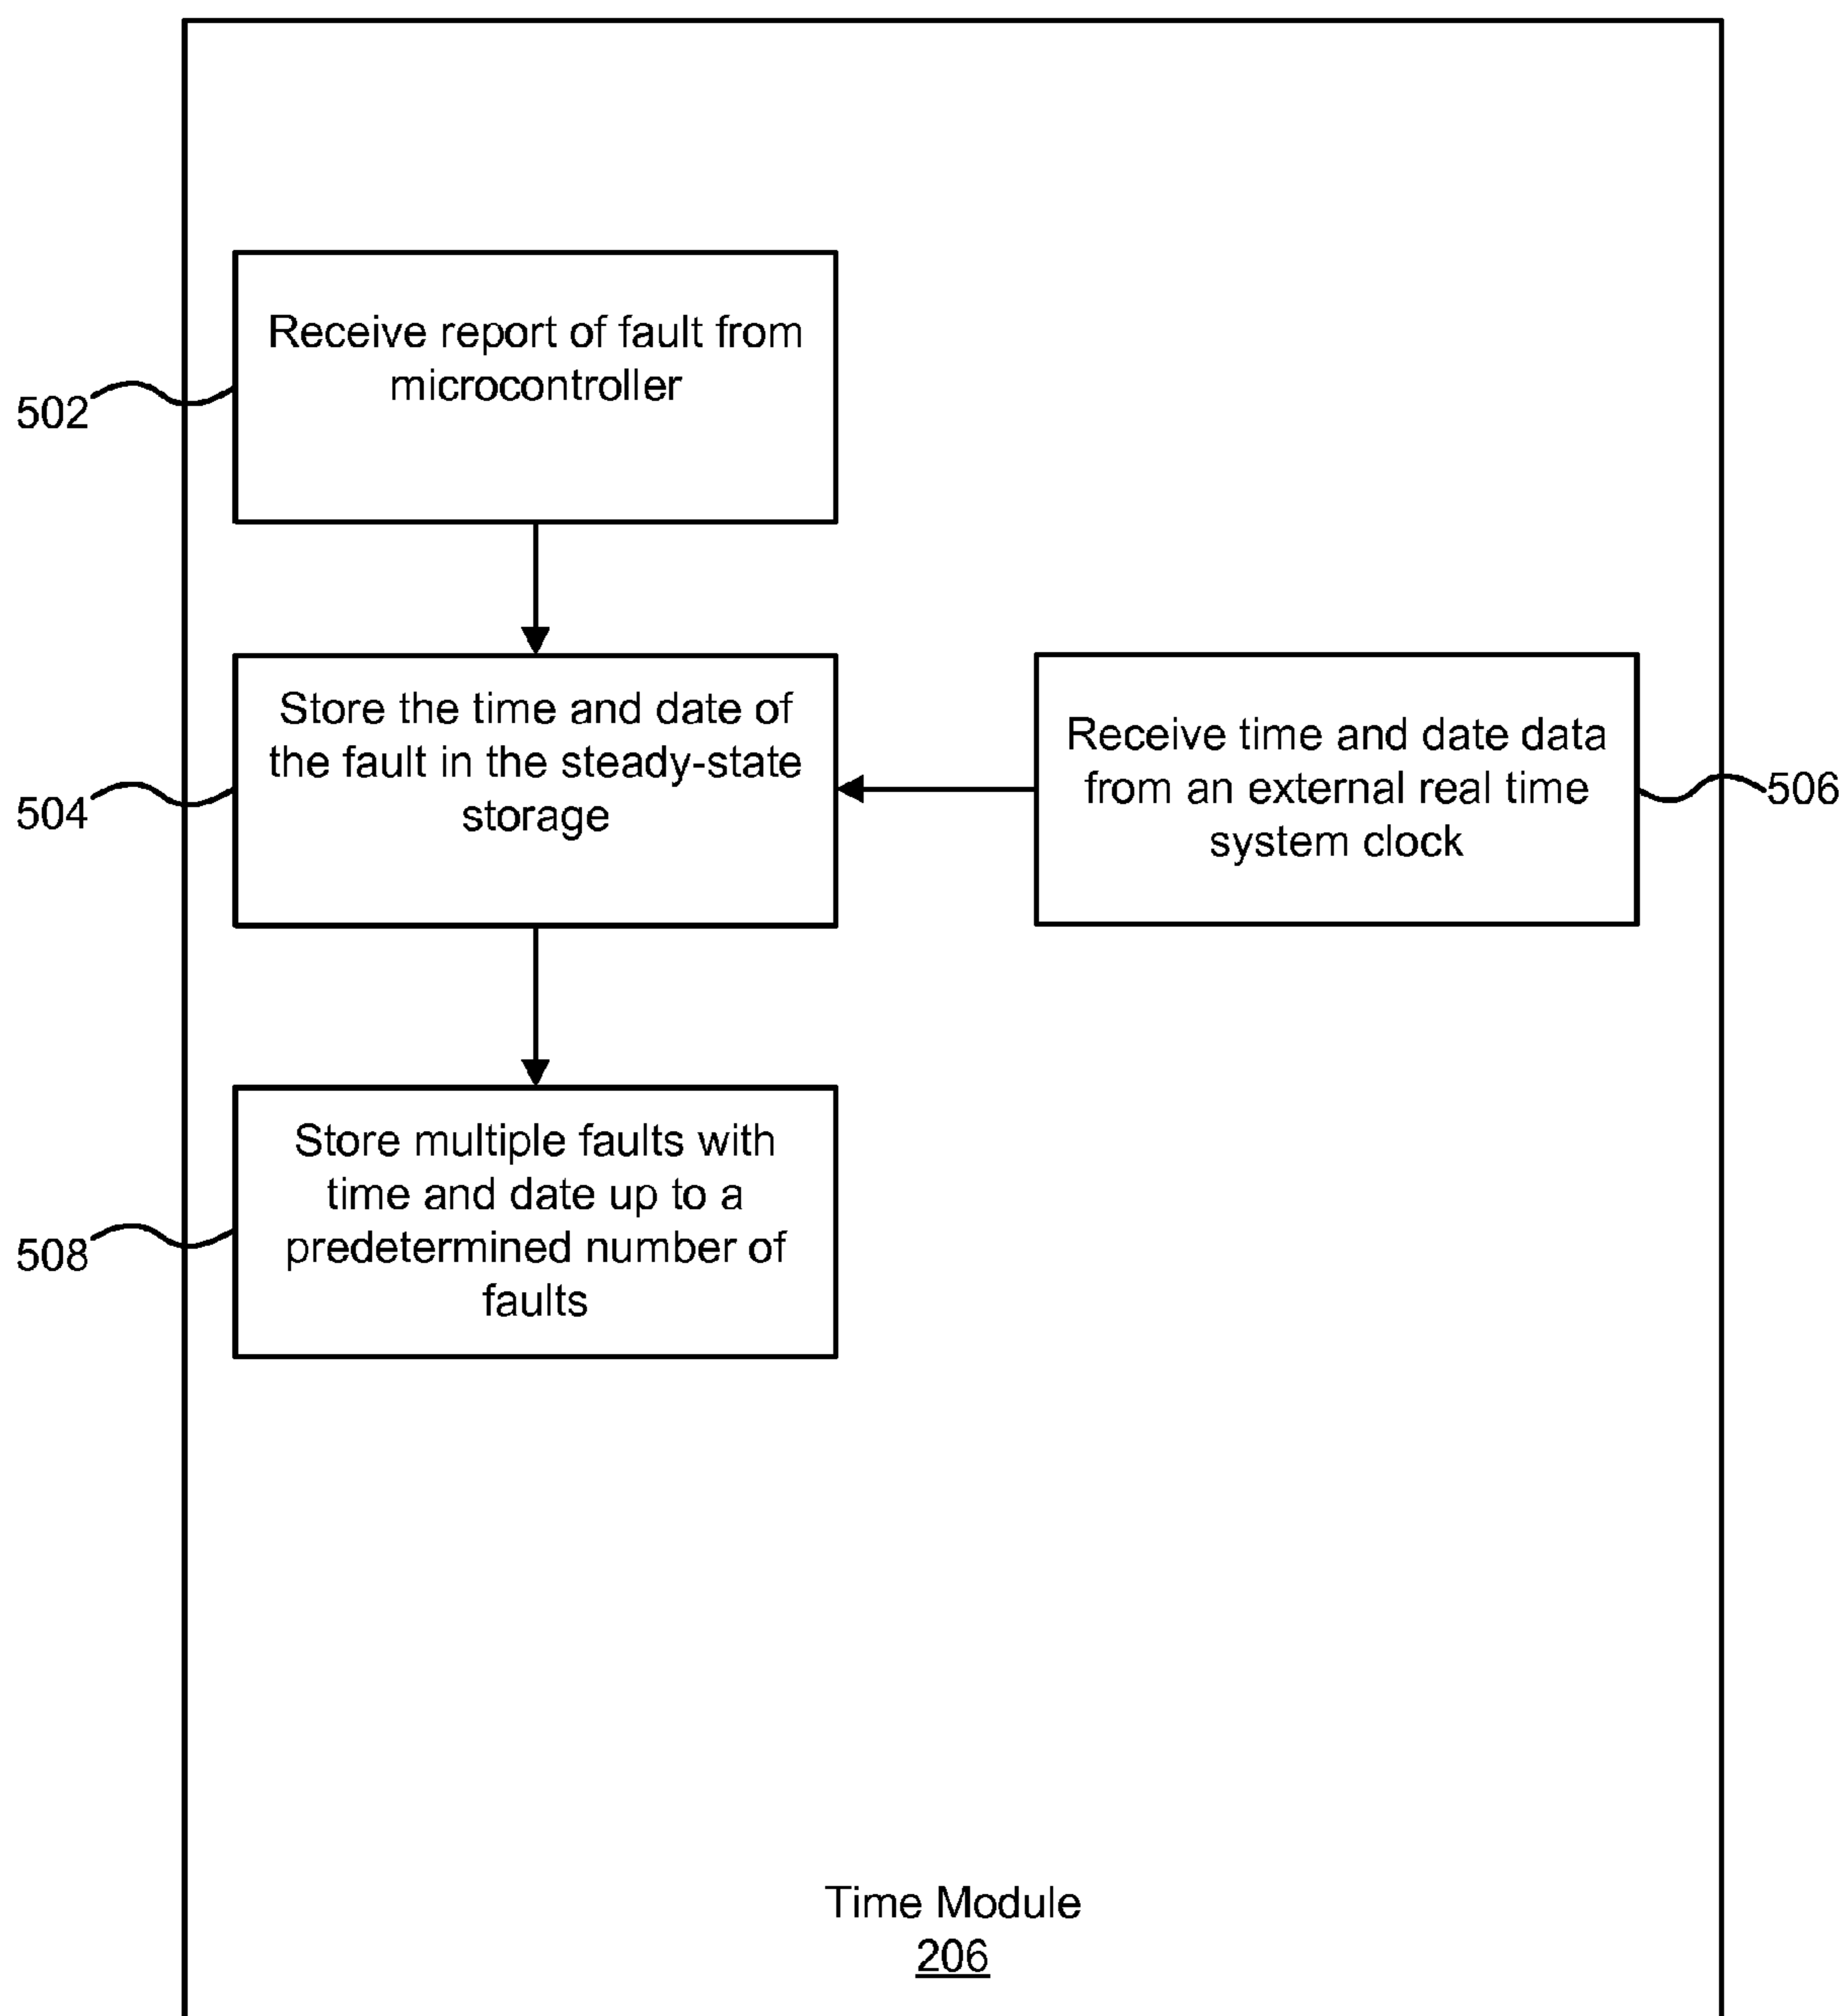 Receive report of fault from
microcontroller
502
Store the time and date of
the fault in the steady-state
storage
504
Receive time and date data
from an external real time
system clock
506
Store multiple faults with
time and date up to a
predetermined number of
faults
508
Time Module
206